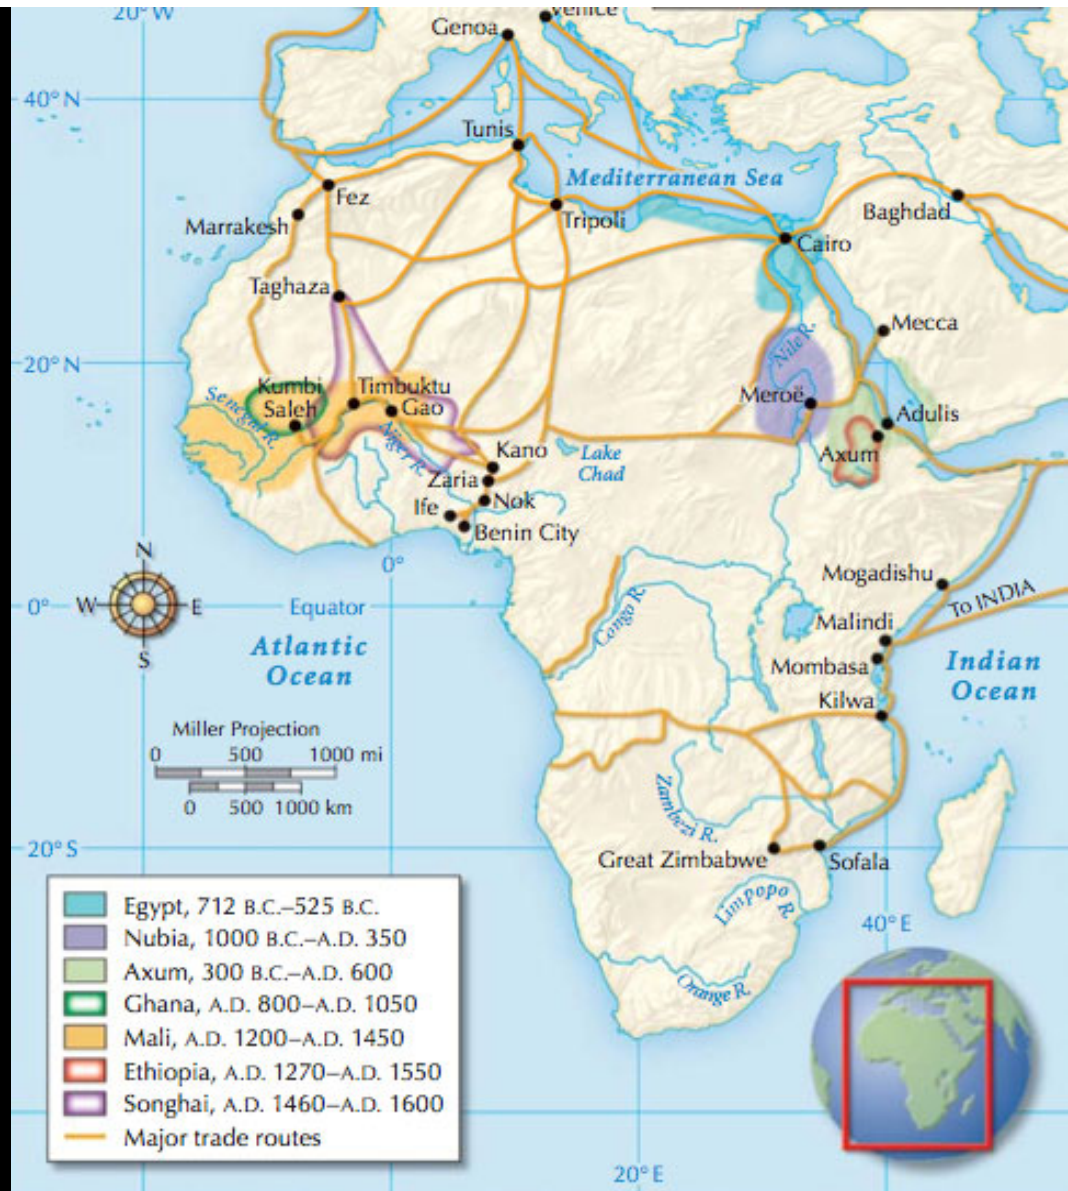 20°W
Venice
Genoa
40°N
Tunis
Mediterranean Sea
Fez
Baghdad
Marrakesh
Tripoli
Cairo
Taghaza
Mecca
Nile R.
20°N
Kumbi
Saleh
Timbuktu
Gao
Meroë
Senegal R.
Adulis
Niger R.
Axum
Kano
Lake
Chad
Zaria
Nok
Ife
Benin City
N
0°
Mogadishu
W
E
S
0°
Equator
Congo R.
To INDIA
Malindi
Atlantic
Ocean
Mombasa
Indian
Ocean
Kilwa
Miller Projection
0 500 1000 mi
0 500 1000 km
Zambezi R.
20°S
Great Zimbabwe
Sofala
Limpopo R.
40°E
Orange R.
Egypt, 712 B.C.–525 B.C.
Nubia, 1000 B.C.–A.D. 350
Axum, 300 B.C.–A.D. 600
Ghana, A.D. 800–A.D. 1050
Mali, A.D. 1200–A.D. 1450
Ethiopia, A.D. 1270–A.D. 1550
Songhai, A.D. 1460–A.D. 1600
Major trade routes
20°E